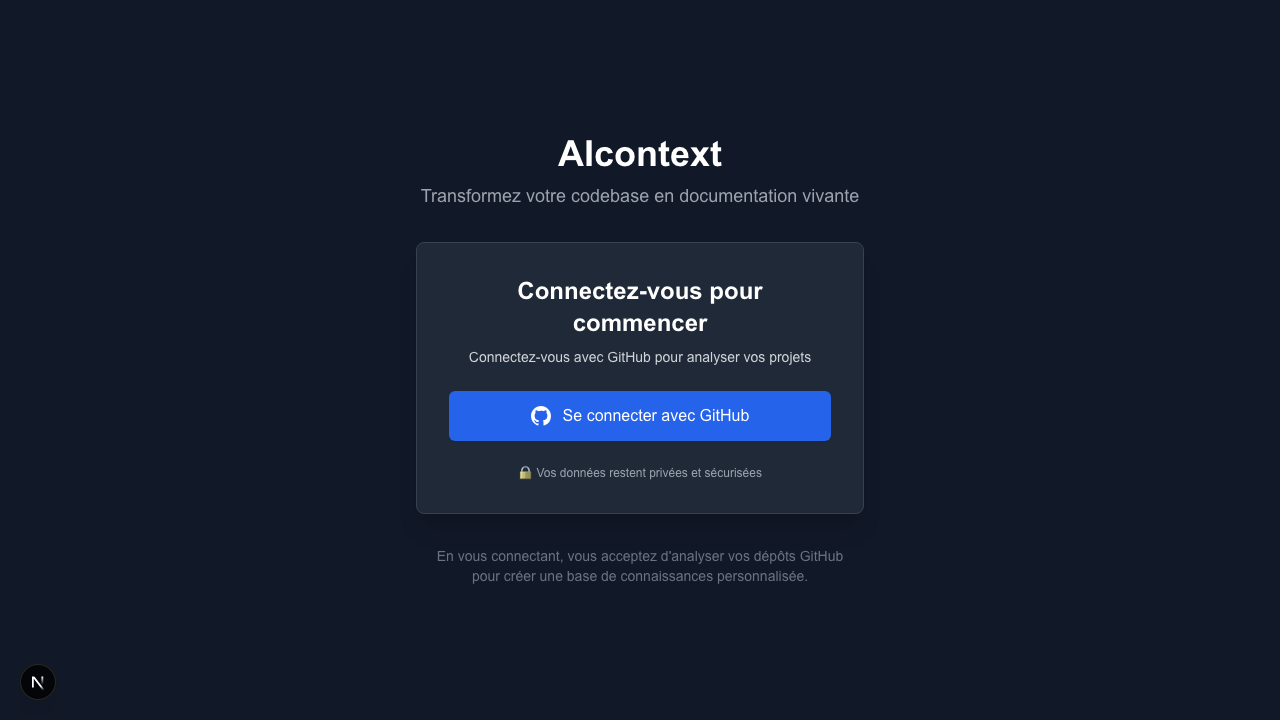 AIcontext
Transformez votre codebase en documentation vivante
Connectez-vous pour
commencer
Connectez-vous avec GitHub pour analyser vos projets
Se connecter avec GitHub
🔒 Vos données restent privées et sécurisées
En vous connectant, vous acceptez d'analyser vos dépôts GitHub
pour créer une base de connaissances personnalisée.
N